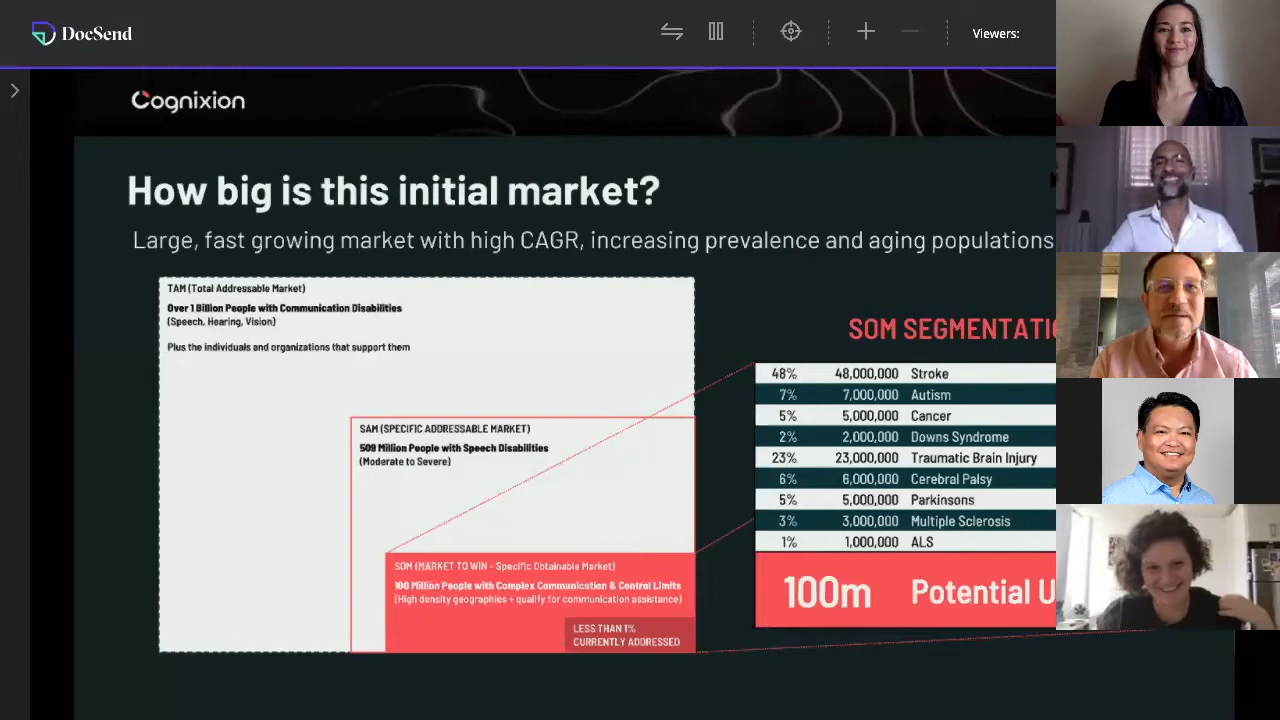 DocSend
Viewers:
Cognixion
How big is this initial market?
Large, fast growing market with high CAGR, increasing prevalence and aging populations
TAM (Total Addressable Market)
Over 1 Billion People with Communication Disabilities
(Speech, Hearing, Vision)
Plus the individuals and organizations that support them
SAM (SPECIFIC ADDRESSABLE MARKET)
509 Million People with Speech Disabilities
(Moderate to Severe)
SOM (MARKET TO WIN - Specific Obtainable Market)
100 Million People with Complex Communication & Control Limits
(High density geographies + qualify for communication assistance)
LESS THAN 1%
CURRENTLY ADDRESSED
SOM SEGMENTATIO
48% 48,000,000 Stroke
7% 7,000,000 Autism
5% 5,000,000 Cancer
2% 2,000,000 Downs Syndrome
23% 23,000,000 Traumatic Brain Injury
6% 6,000,000 Cerebral Palsy
5% 5,000,000 Parkinsons
3% 3,000,000 Multiple Sclerosis
1% 1,000,000 ALS
100m Potential U